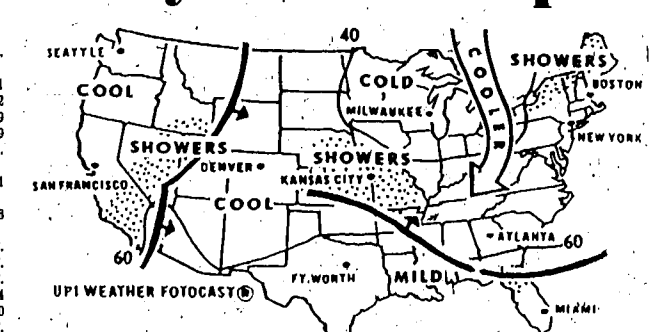 40
SEATTLE
SHOWERS
COLD
COOLER
BOSTON
COOL
MILWAUKEE
NEW YORK
SHOWERS
SHOWERS
DENVER
SAN FRANCISCO
KANSAS CITY
COOL
ATLANTA
60
60
FT. WORTH
MILD
UPI WEATHER FOTOCAST ®
MIAMI